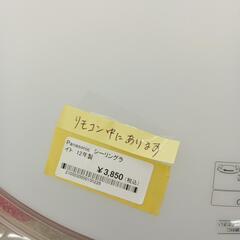 リモコン中にあります
Panasonic シーリングラ
イト 12年製
￥3,850(税込)